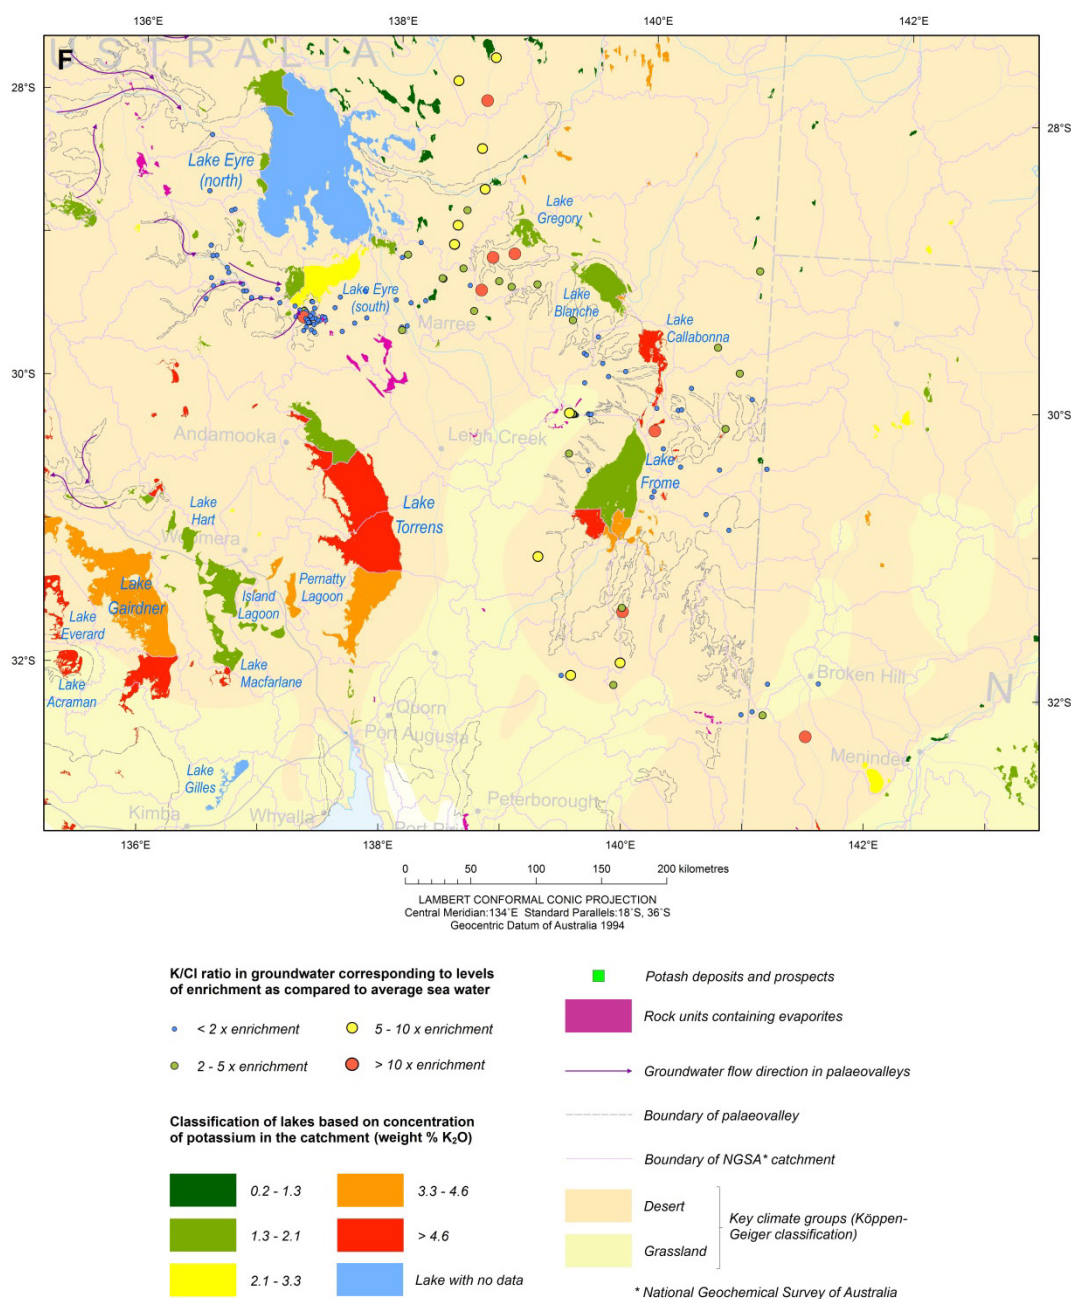 136°E 138°E 140°E 142°E
USTRALIA
F
28°S
28°S
Lake Eyre
(north)
Lake
Gregory
Lake Eyre
(south)
Lake
Blanche
Marree
Lake
Callabonna
30°S
30°S
Andamooka
Leigh Creek
Lake
Frome
Lake
Hart
Lake
Torrens
Woomera
Pernatty
Lagoon
Island
Lagoon
Lake
Gairdner
Lake
Everard
32°S
Lake
Macfarlane
Lake
Acraman
Broken Hill
32°S
N
Quorn
Port Augusta
Menindee
Lake
Gilles
Peterborough
Kimba
Whyalla
Port Pirie
136°E 138°E 140°E 142°E
0 50 100 150 200 kilometres
LAMBERT CONFORMAL CONIC PROJECTION
Central Meridian:134°E Standard Parallels:18°S, 36°S
Geocentric Datum of Australia 1994
K/Cl ratio in groundwater corresponding to levels
of enrichment as compared to average sea water
< 2 x enrichment
5 - 10 x enrichment
2 - 5 x enrichment
> 10 x enrichment
Classification of lakes based on concentration
of potassium in the catchment (weight % K₂O)
0.2 - 1.3
3.3 - 4.6
1.3 - 2.1
> 4.6
2.1 - 3.3
Lake with no data
Potash deposits and prospects
Rock units containing evaporites
Groundwater flow direction in palaeovalleys
Boundary of palaeovalley
Boundary of NGSA* catchment
Desert
Grassland
Key climate groups (Köppen-
Geiger classification)
* National Geochemical Survey of Australia